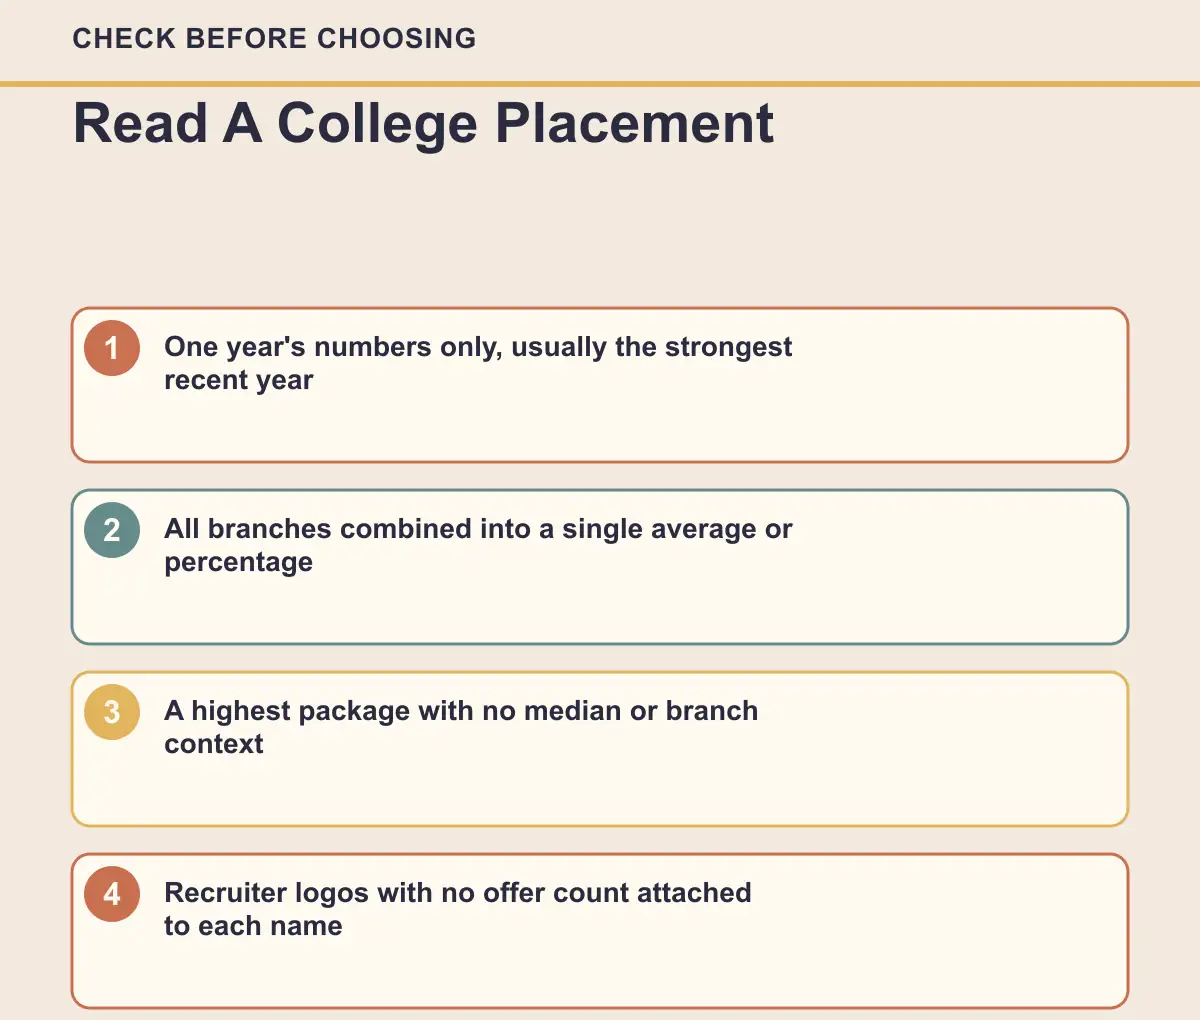 CHECK BEFORE CHOOSING
Read A College Placement
1
One year's numbers only, usually the strongest
recent year
2
All branches combined into a single average or
percentage
3
A highest package with no median or branch
context
4
Recruiter logos with no offer count attached
to each name